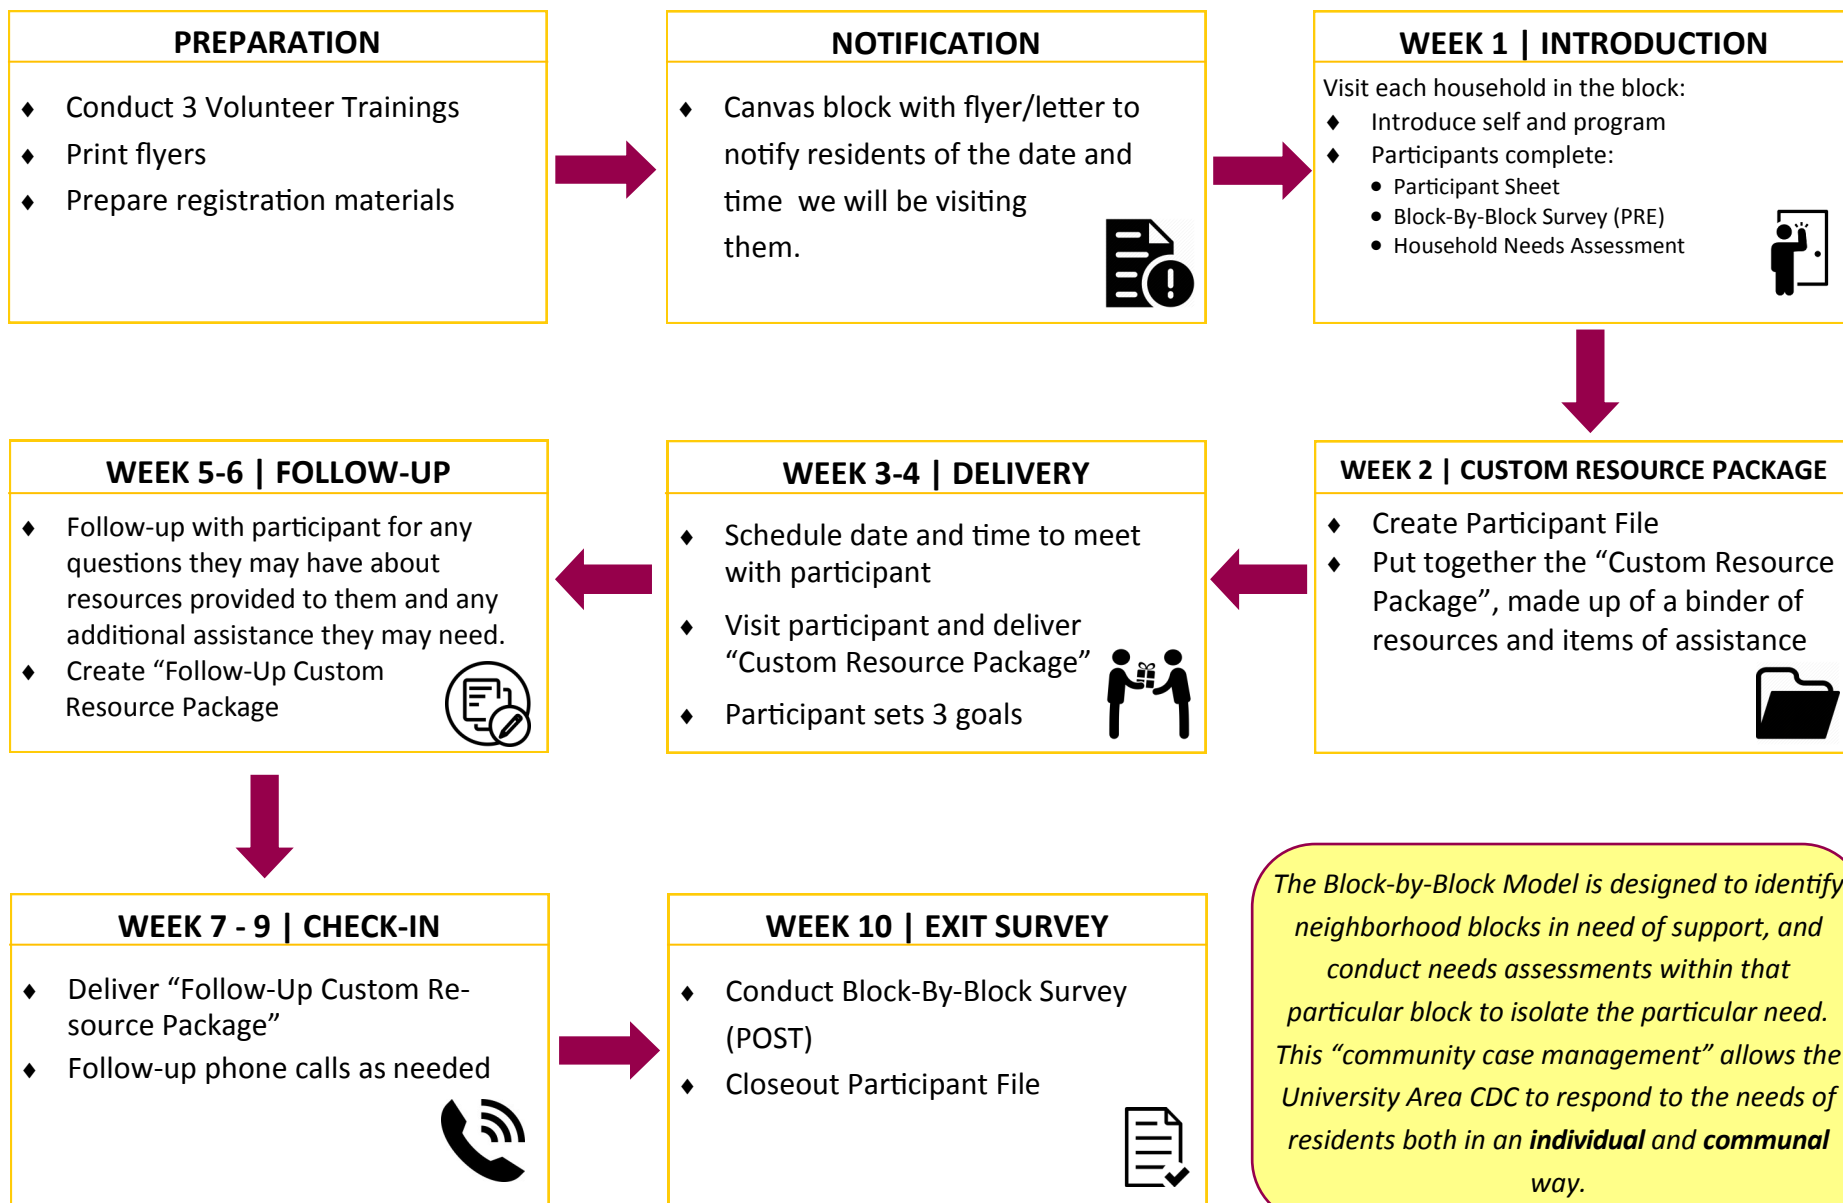 PREPARATION
♦ Conduct 3 Volunteer Trainings
♦ Print flyers
♦ Prepare registration materials
NOTIFICATION
♦ Canvas block with flyer/letter to
notify residents of the date and
time  we will be visiting
them.
WEEK 1 | INTRODUCTION
Visit each household in the block:
♦ Introduce self and program
♦ Participants complete:
• Participant Sheet
• Block-By-Block Survey (PRE)
• Household Needs Assessment
WEEK 2 | CUSTOM RESOURCE PACKAGE
♦ Create Participant File
♦ Put together the “Custom Resource
Package”, made up of a binder of
resources and items of assistance
WEEK 3-4 | DELIVERY
♦ Schedule date and time to meet
with participant
♦ Visit participant and deliver
“Custom Resource Package”
♦ Participant sets 3 goals
WEEK 5-6 | FOLLOW-UP
♦ Follow-up with participant for any
questions they may have about
resources provided to them and any
additional assistance they may need.
♦ Create “Follow-Up Custom
Resource Package
WEEK 7 - 9 | CHECK-IN
♦ Deliver “Follow-Up Custom Re-
source Package”
♦ Follow-up phone calls as needed
WEEK 10 | EXIT SURVEY
♦ Conduct Block-By-Block Survey
(POST)
♦ Closeout Participant File
The Block-by-Block Model is designed to identify
neighborhood blocks in need of support, and
conduct needs assessments within that
particular block to isolate the particular need.
This “community case management” allows the
University Area CDC to respond to the needs of
residents both in an individual and communal
way.